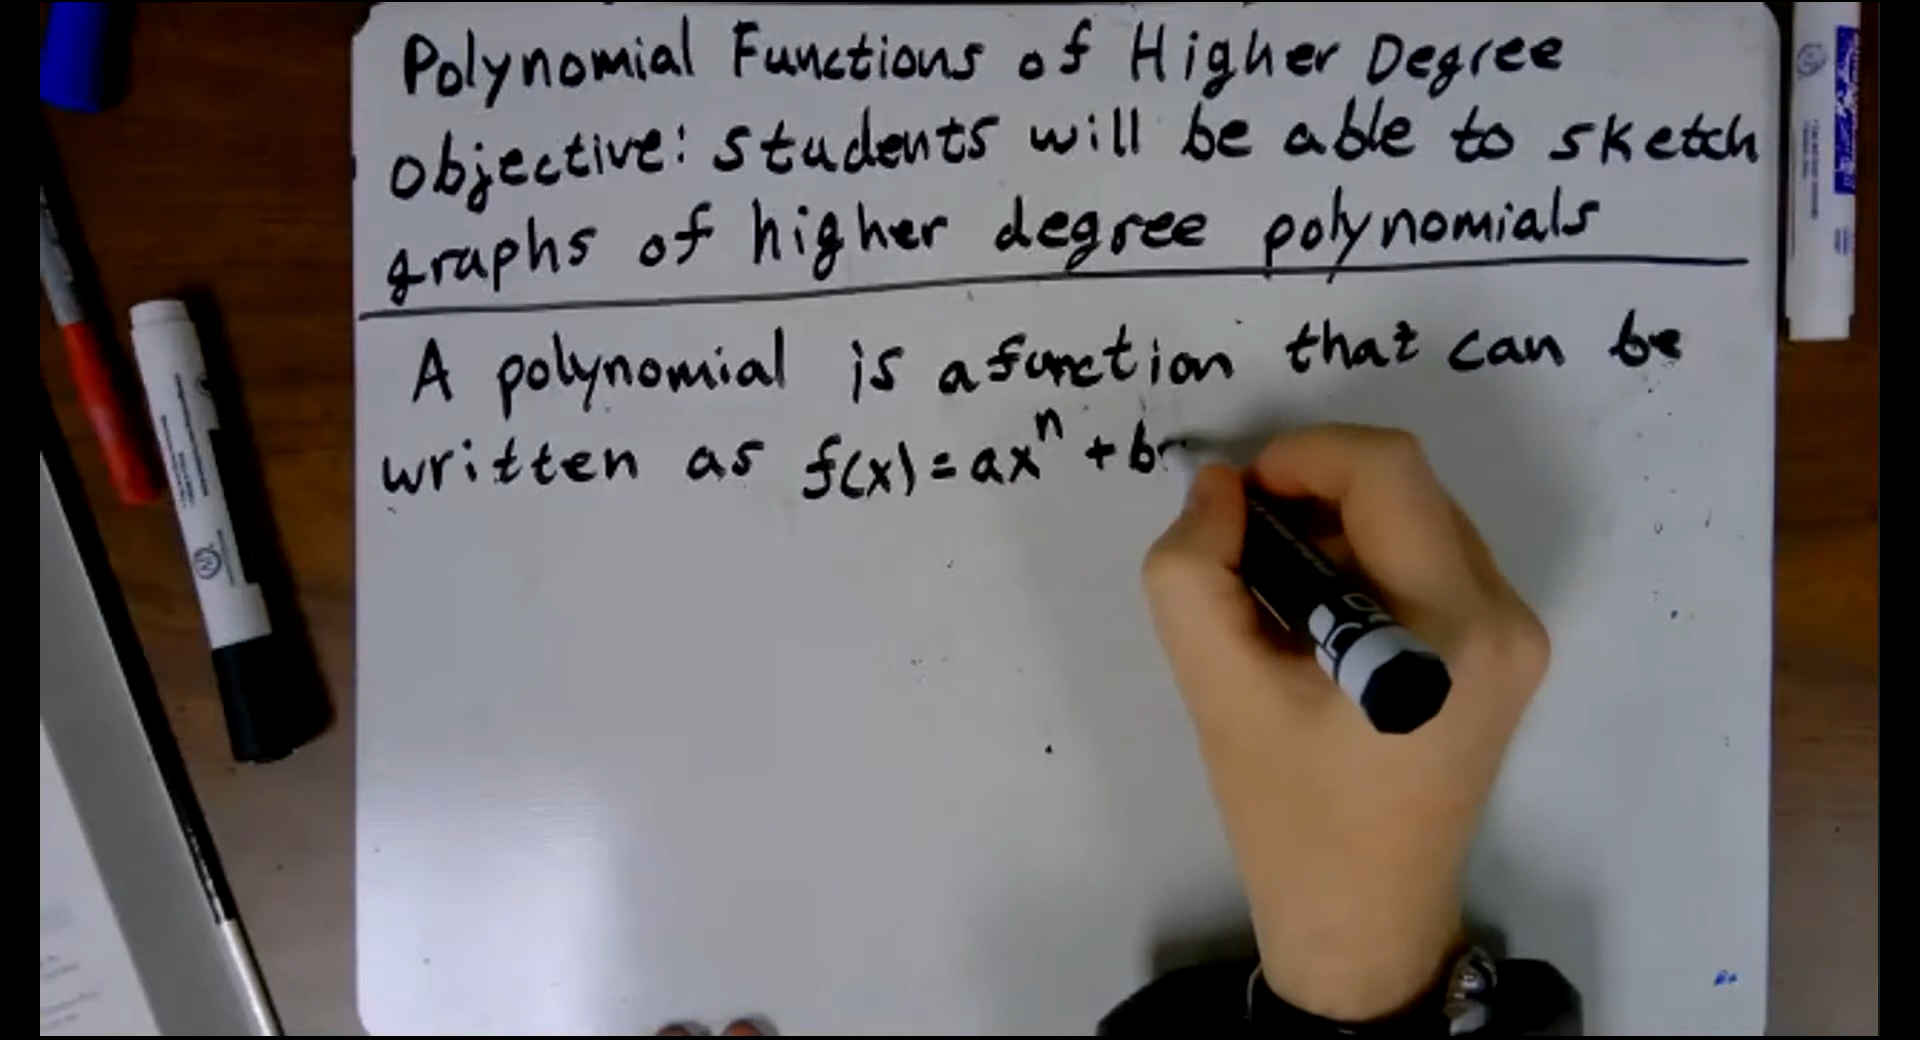 Polynomial Functions of Higher Degree
Objective: students will be able to sketch
graphs of higher degree polynomials
A polynomial is a function that can be
written as f(x) = ax^n + b